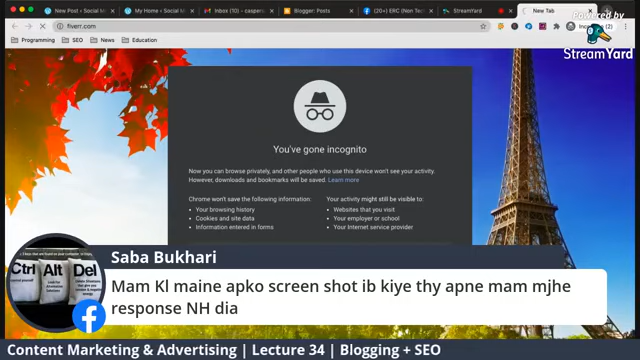 New Post ‹ Social M
My Home ‹ Social M
Inbox (10) - caspers
Blogger: Posts
(20+) ERC (Non Tech
StreamYard
New Tab
Powered by
fiverr.com
StreamYard
Programming
SEO
News
Education
You've gone incognito
Now you can browse privately, and other people who use this device won't see your activity.
However, downloads and bookmarks will be saved. Learn more
Chrome won't save the following information:
• Your browsing history
• Cookies and site data
• Information entered in forms
Your activity might still be visible to:
• Websites that you visit
• Your employer or school
• Your Internet service provider
Ctrl
Alt
Del
Saba Bukhari
Mam Kl maine apko screen shot ib kiye thy apne mam mjhe
response NH dia
Content Marketing & Advertising | Lecture 34 | Blogging + SEO